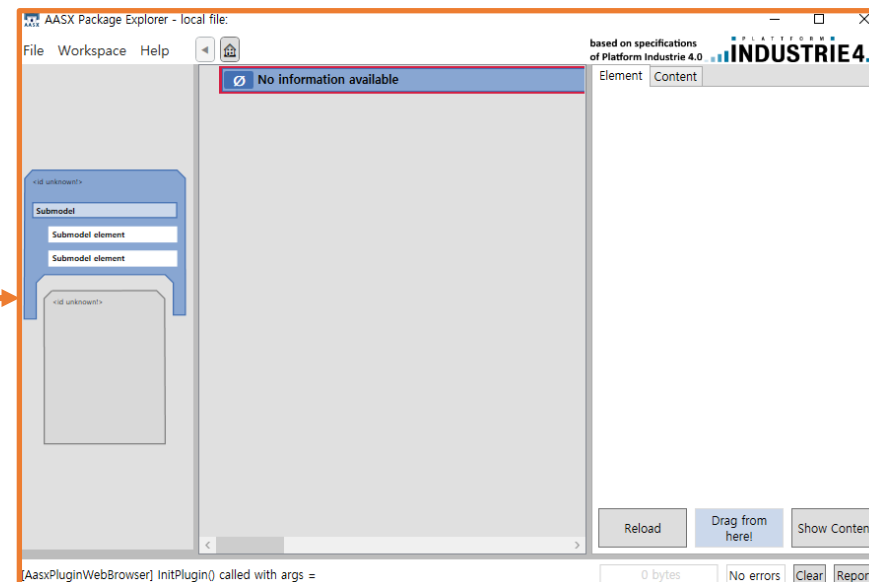 AASX Package Explorer - local file:
File Workspace Help
based on specifications
of Platform Industrie 4.0
PLATTFORM
INDUSTRIE4.
No information available
Element Content
<id unknown!>
Submodel
Submodel element
Submodel element
<id unknown!>
Reload
Drag from
here!
Show Conten
[AasxPluginWebBrowser] InitPlugin() called with args =
0 bytes
No errors
Clear
Repor